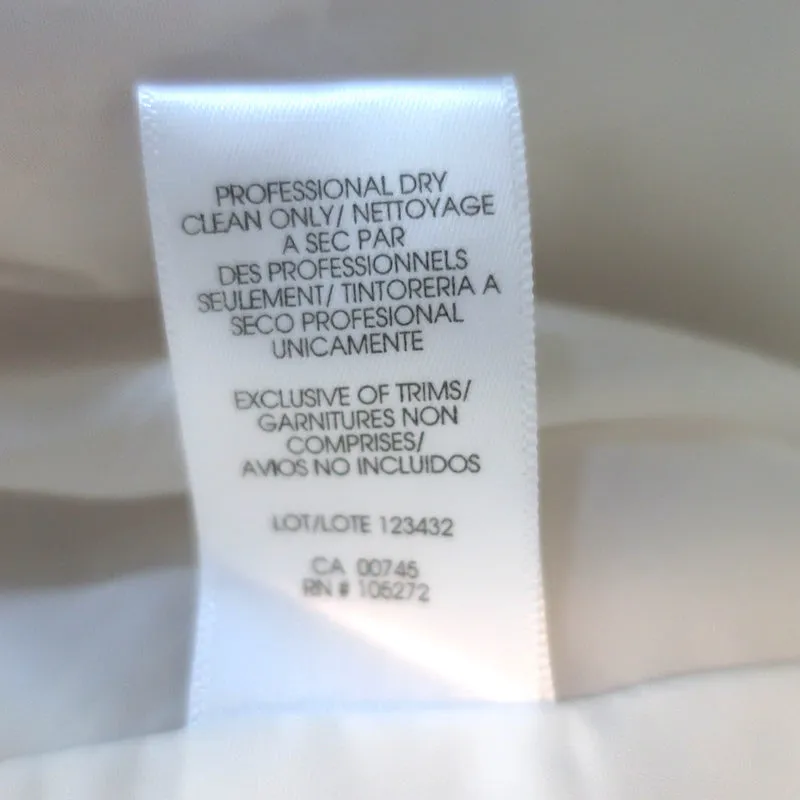 PROFESSIONAL DRY
CLEAN ONLY/ NETTOYAGE
A SEC PAR
DES PROFESSIONNELS
SEULEMENT/ TINTORERIA A
SECO PROFESIONAL
UNICAMENTE
EXCLUSIVE OF TRIMS/
GARNITURES NON
COMPRISES/
AVIOS NO INCLUIDOS
LOT/LOTE 123432
CA 00745
RN # 105272